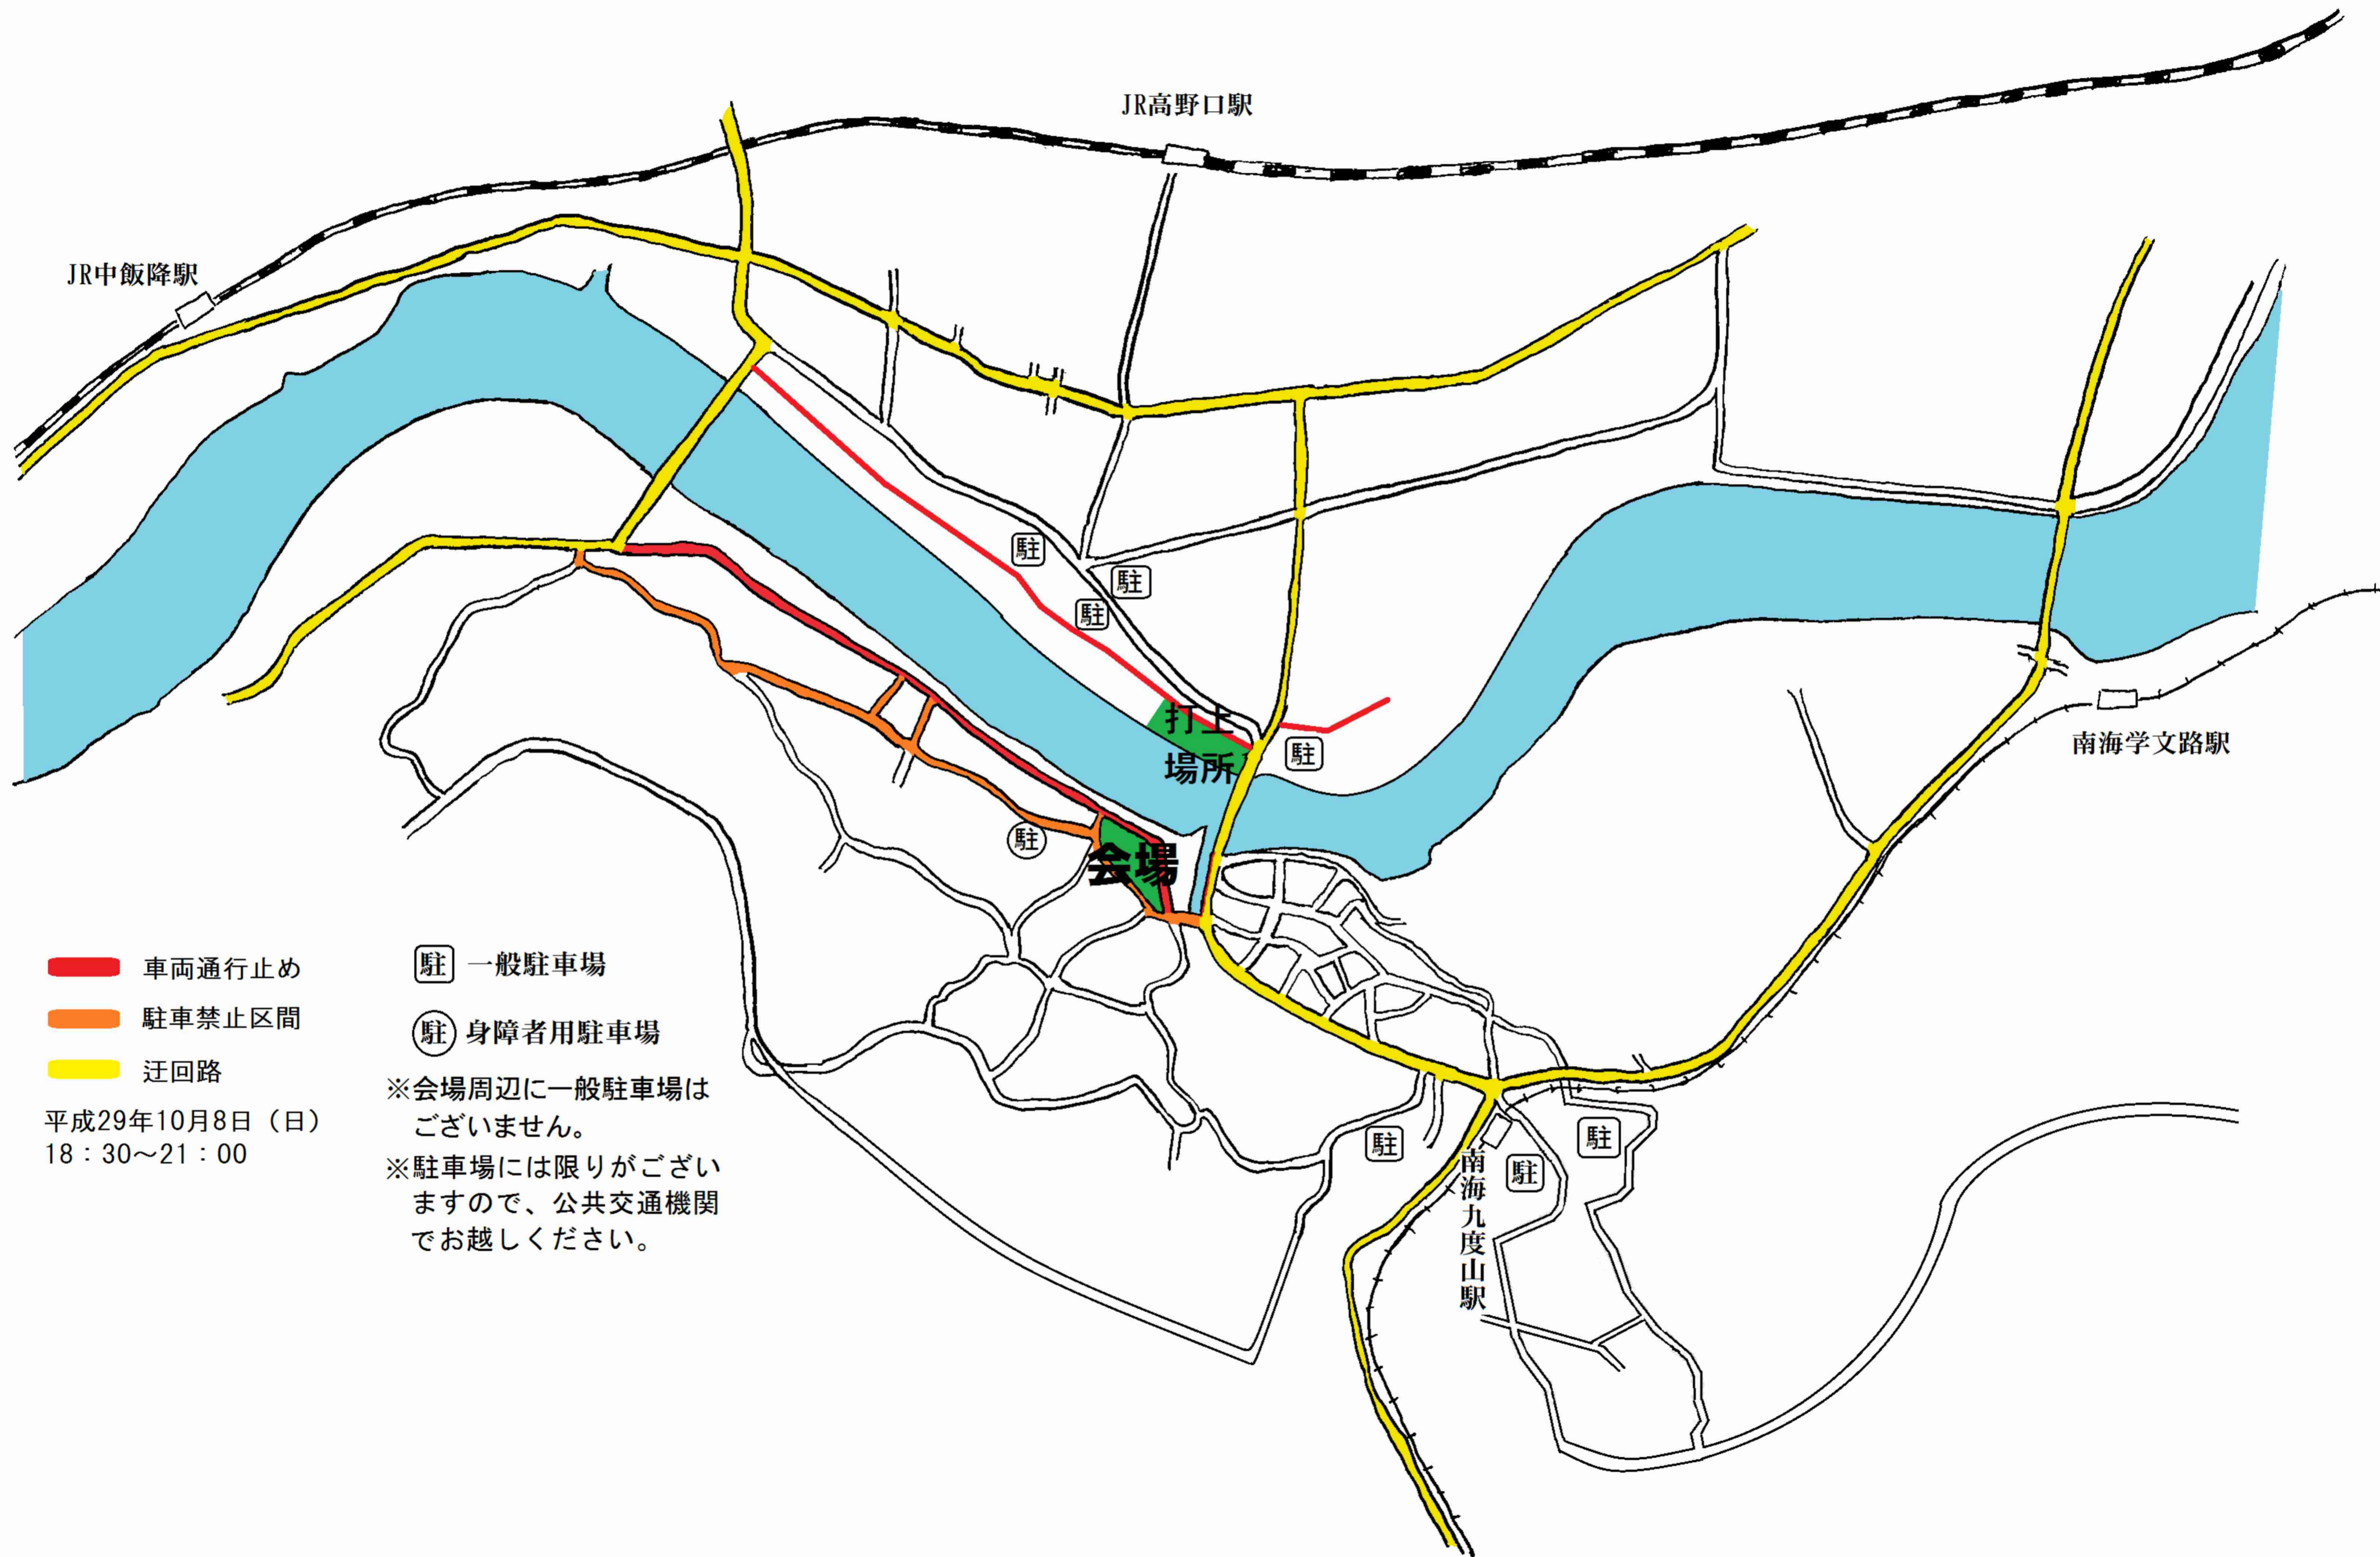 JR高野口駅
JR中飯降駅
駐
駐
駐
打上
場所
駐
南海学文路駅
駐
会場
車両通行止め
駐車禁止区間
迂回路
平成29年10月8日（日）
18：30～21：00
駐 一般駐車場
駐 身障者用駐車場
※会場周辺に一般駐車場は
ございません。
※駐車場には限りがござい
ますので、公共交通機関
でお越しください。
駐
駐
駐
南海九度山駅